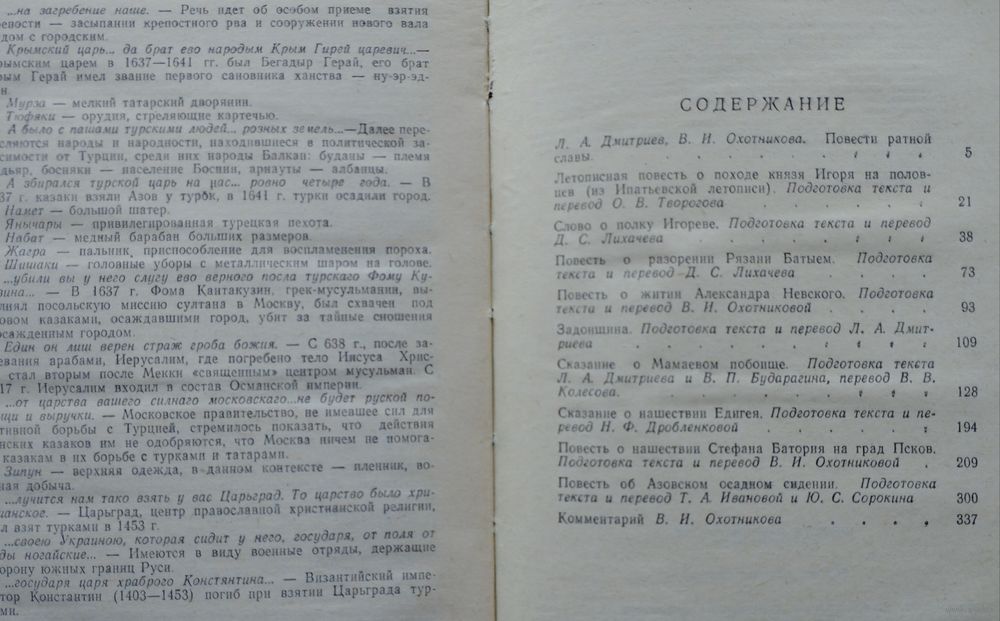 ...на загребение наше. — Речь идет об особом приеме взятия
— засыпании крепостного рва и сооружении нового вала
с городским.
Крымский царь... да брат ево народым Крым Гирей царевич...—
царем в 1637—1641 гг. был Бегадыр Герай, его брат
Герай имел звание первого сановника ханства — ну-эр-эд-
Мурза — мелкий татарский дворянин.
Тюфяки — орудия, стреляющие картечью.
А было с пашами турскими людей... розных земель...—Далее пере-
народы и народности, находившиеся в политической за-
от Турции, среди них народы Балкан: буданы — племя
босняки — население Боснии, арнауты — албанцы.
А збирался турской царь на нас... ровно четыре года. — В
37 г. казаки взяли Азов у турок, в 1641 г. турки осадили город.
Намет — большой шатер.
Янычары — привилегированная турецкая пехота.
Набат — медный барабан больших размеров.
Жагра — пальник, приспособление для воспламенения пороха.
Шишаки — головные уборы с металлическим шаром на голове.
...убили вы у него слугу ево верного посла турскаго Фому Ку-
зина... — В 1637 г. Фома Кантакузин, грек-мусульманин, вы-
посольскую миссию султана в Москву, был схвачен под
казаками, осаждавшими город, убит за тайные сношения
осажденным городом.
Един он лиш верен страж гроба божия. — С 638 г., после за-
арабами, Иерусалим, где погребено тело Иисуса Хрис-
стал вторым после Мекки «священным» центром мусульман. С
17 г. Иерусалим входил в состав Османской империи.
...от царства вашего силнаго московскаго...не будет руской по-
щи и выручки. — Московское правительство, не имевшее сил для
борьбы с Турцией, стремилось показать, что действия
казаков им не одобряются, что Москва ничем не помога-
казакам в их борьбе с турками и татарами.
Зипун — верхняя одежда, в данном контексте — пленник, во-
добыча.
...лучится нам тако взять у вас Царьград. То царство было хри-
— Царьград, центр православной христианской религии,
взят турками в 1453 г.
...своею Украиною, которая сидит у него, государя, от поля от
ногайские... — Имеются в виду военные отряды, держащие
южных границ Руси.
...государя царя храброго Констянтина... — Византийский импе-
Константин (1403—1453) погиб при взятии Царьграда тур-
ми.
СОДЕРЖАНИЕ
Л. А. Дмитриев, В. И. Охотникова. Повести ратной
славы. 5
Летописная повесть о походе князя Игоря на полов-
цев (из Ипатьевской летописи). Подготовка текста и
перевод О. В. Творогова 21
Слово о полку Игореве. Подготовка текста и перевод
Д. С. Лихачева 38
Повесть о разорении Рязани Батыем. Подготовка
текста и перевод Д. С. Лихачева 73
Повесть о житии Александра Невского. Подготовка
текста и перевод В. И. Охотниковой 93
Задонщина. Подготовка текста и перевод Л. А. Дмит-
риева 109
Сказание о Мамаевом побоище. Подготовка текста
Л. А. Дмитриева и В. П. Бударагина, перевод В. В.
Колесова. 128
Сказание о нашествии Едигея. Подготовка текста и пе-
ревод Н. Ф. Дробленковой 194
Повесть о нашествии Стефана Батория на град Псков.
Подготовка текста и перевод В. И. Охотниковой 209
Повесть об Азовском осадном сидении. Подготовка
текста и перевод Т. А. Ивановой и Ю. С. Сорокина 300
Комментарий В. И. Охотникова 337